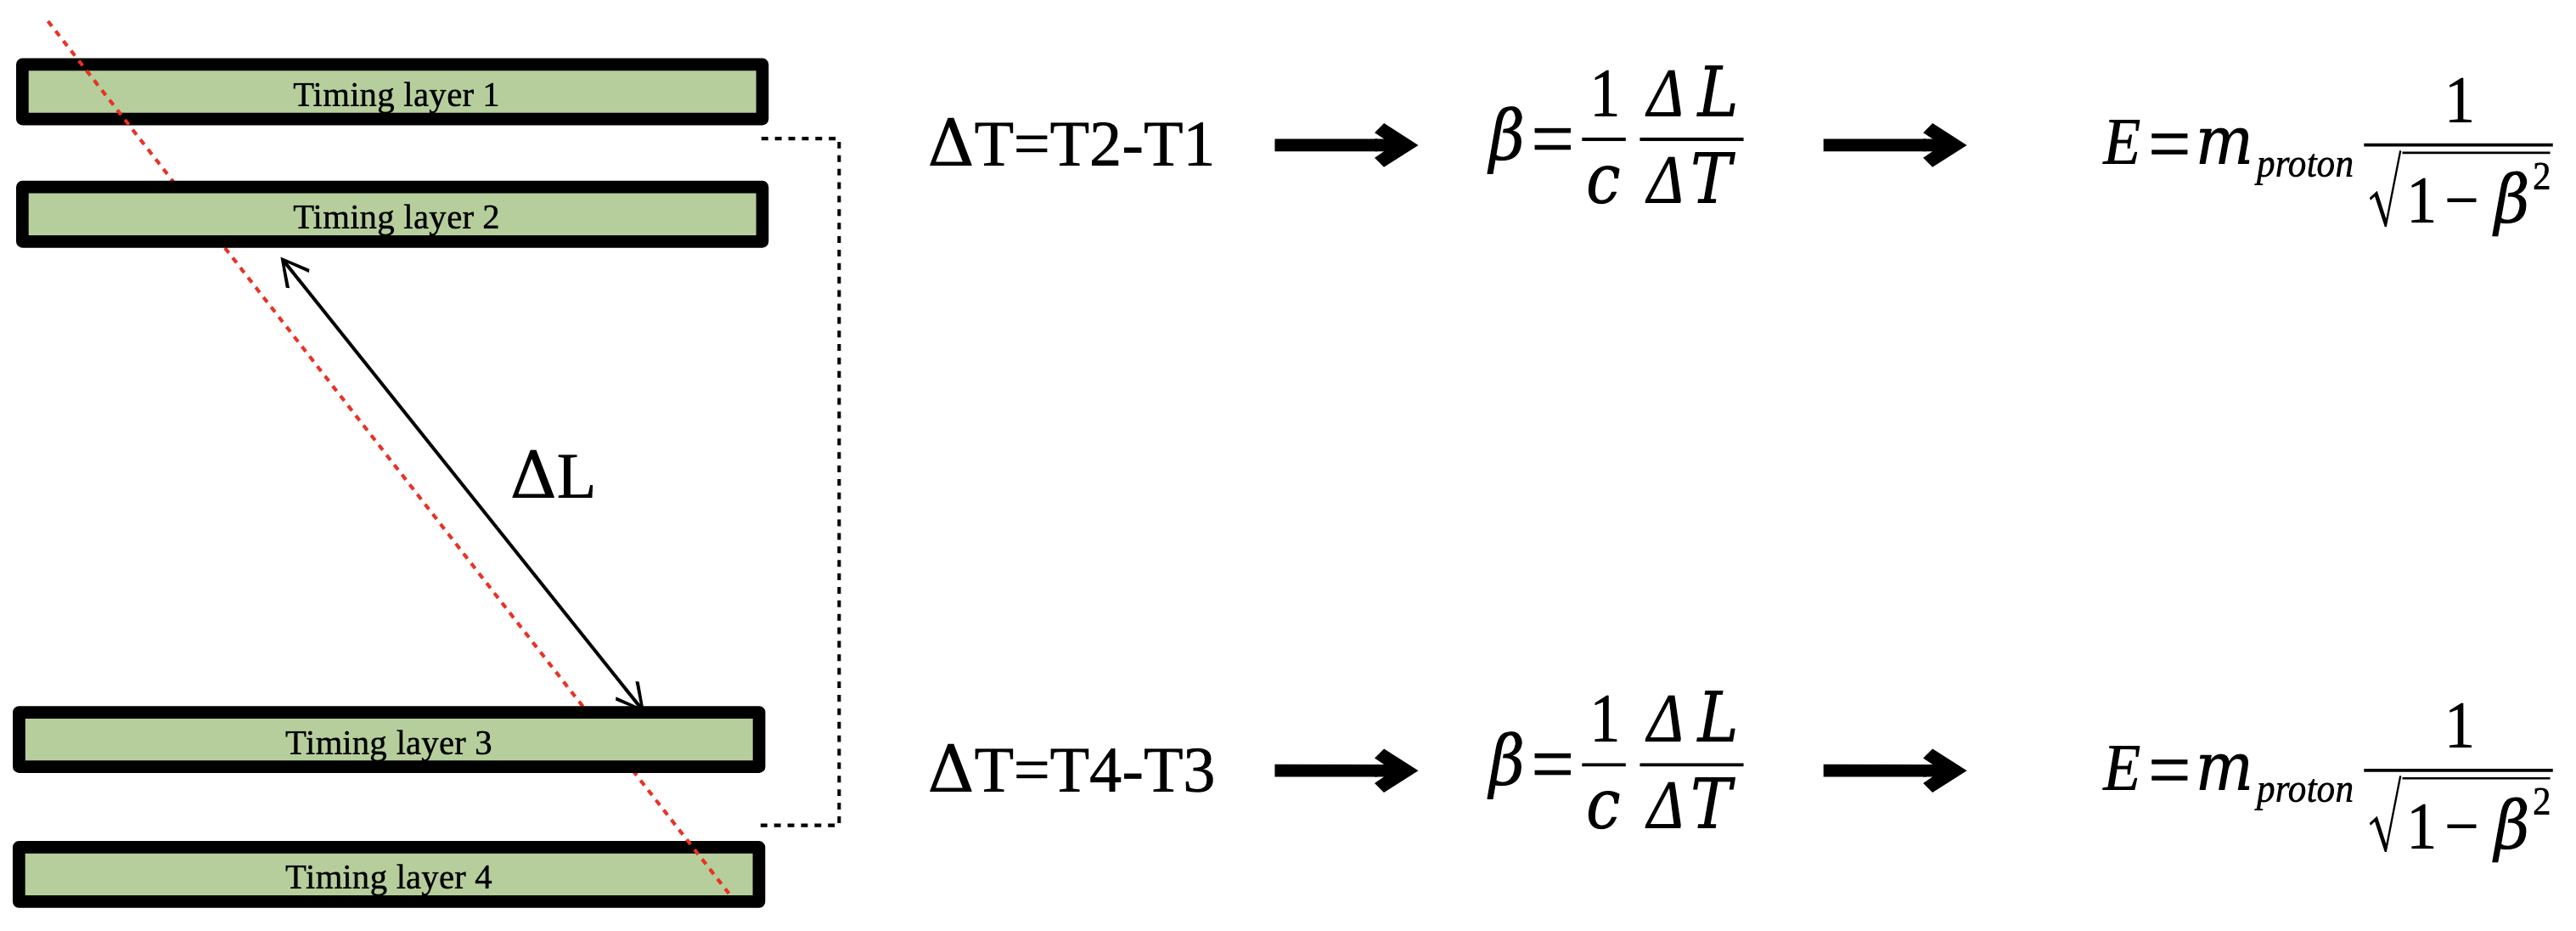 Timing layer 1
Timing layer 2
ΔL
Timing layer 3
Timing layer 4
ΔT=T2-T1
β = 1/c ΔL/ΔT
E = m_proton 1/√(1 − β²)
ΔT=T4-T3
β = 1/c ΔL/ΔT
E = m_proton 1/√(1 − β²)